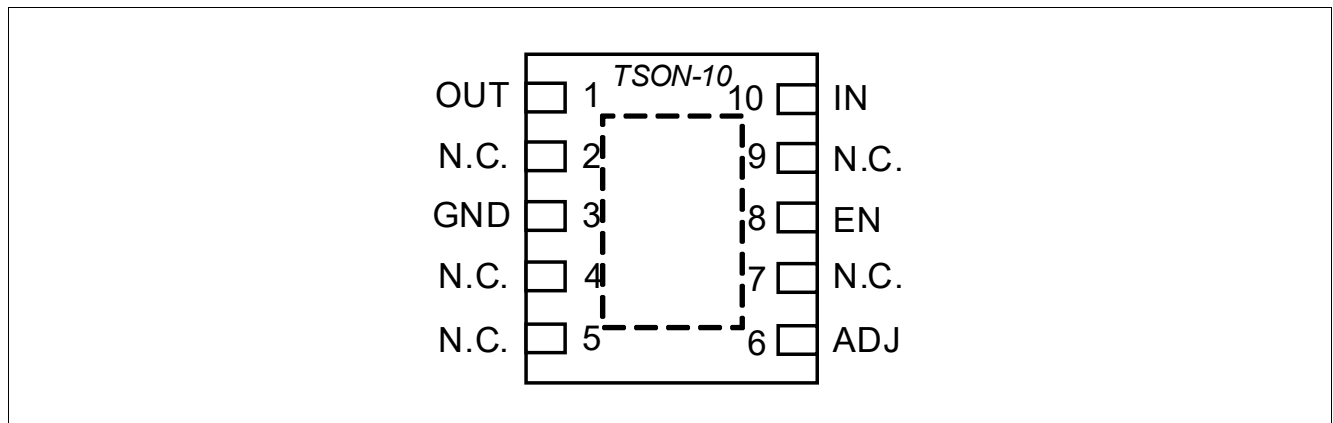 TSON-10
OUT 1 10 IN
N.C. 2 9 N.C.
GND 3 8 EN
N.C. 4 7 N.C.
N.C. 5 6 ADJ